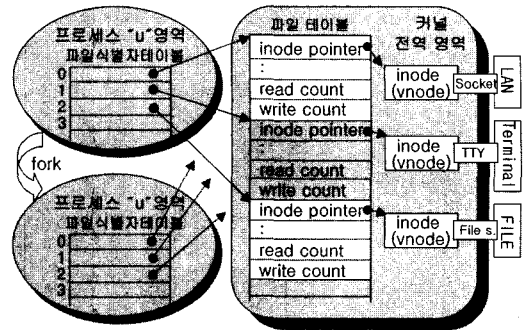 프로세스 "u"영역
파일식별자테이블
0
1
2
3
fork
프로세스 "u"영역
파일식별자테이블
0
1
2
3
파일 테이블
inode pointer
:
read count
write count
inode pointer
:
read count
write count
inode pointer
:
read count
write count
커널
전역 영역
inode
(vnode)
Socket
LAN
inode
(vnode)
TTY
Terminal
inode
(vnode)
File s.
FILE